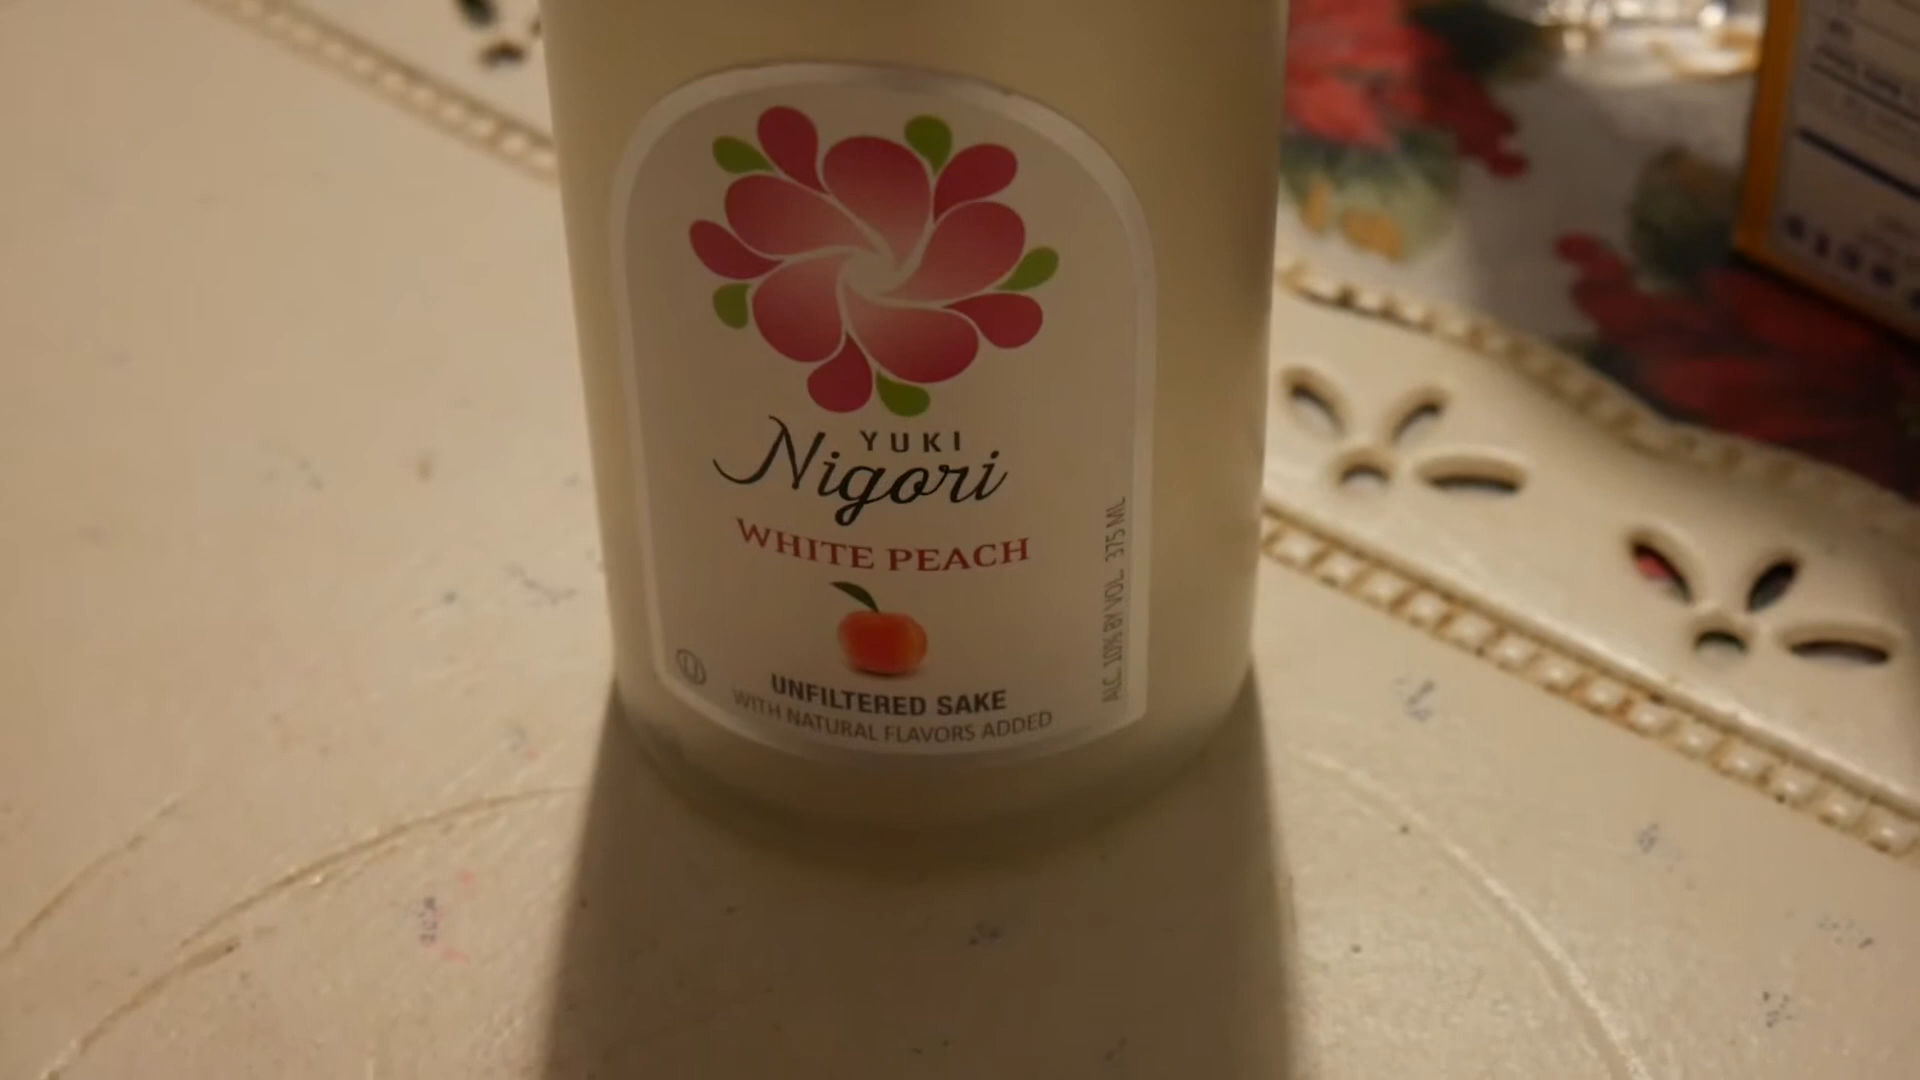 YUKI
Nigori
WHITE PEACH
UNFILTERED SAKE
WITH NATURAL FLAVORS ADDED
ALC. 10% BY VOL. 375 ML
U